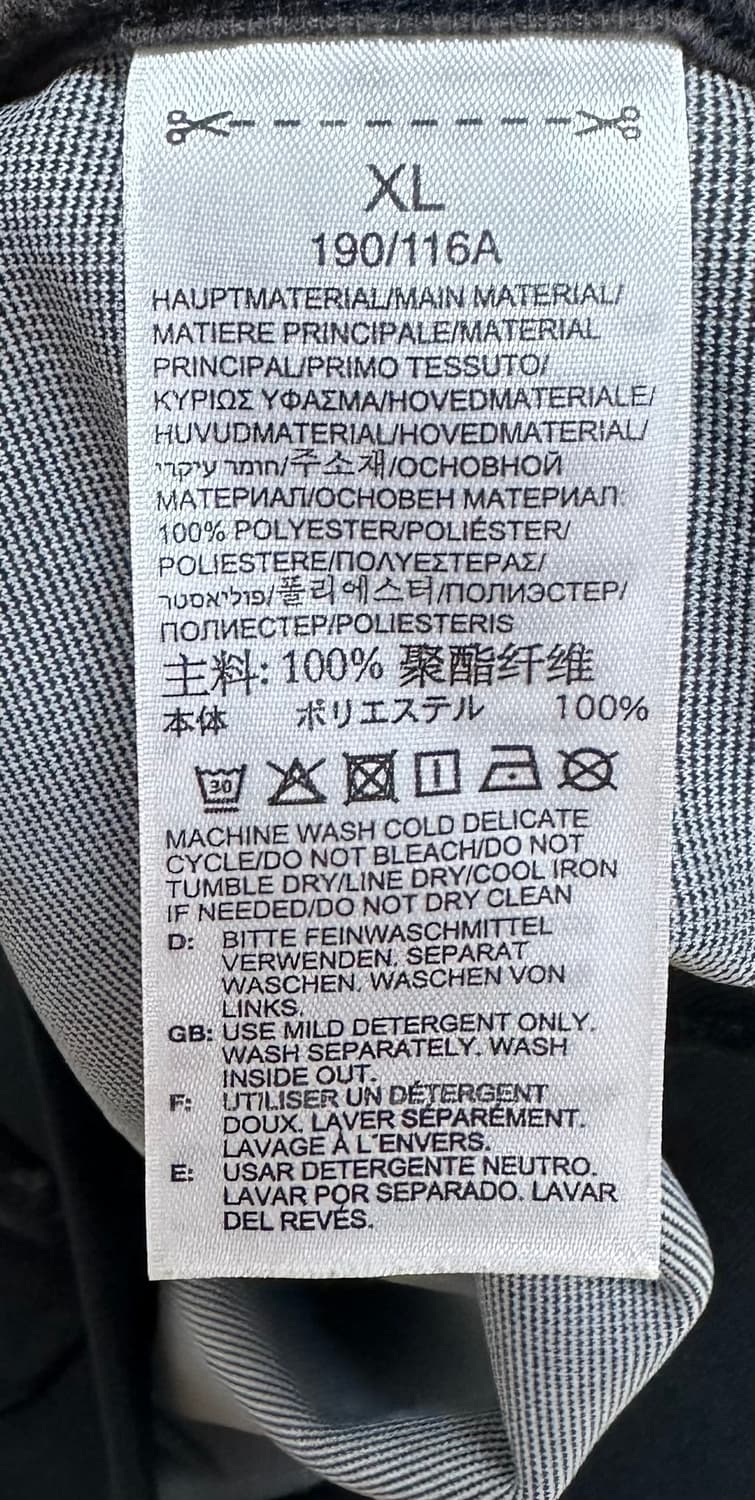 XL
190/116A
HAUPTMATERIAL/MAIN MATERIAL/
MATIERE PRINCIPALE/MATERIAL
PRINCIPAL/PRIMO TESSUTO/
ΚΥΡΙΩΣ ΥΦΑΣΜΑ/HOVEDMATERIALE/
HUVUDMATERIAL/HOVEDMATERIAL/
חומר עיקרי/주소재/ОСНОВНОЙ
МАТЕРИАЛ/ОСНОВЕН МАТЕРИАЛ:
100% POLYESTER/POLIÉSTER/
POLIESTERE/ΠΟΛΥΕΣΤΕΡΑΣ/
פוליאסטר/폴리에스터/ПОЛИЭСТЕР/
ПОЛИЕСТЕР/POLIESTERIS
主料: 100% 聚酯纤维
本体 ポリエステル 100%
30
MACHINE WASH COLD DELICATE
CYCLE/DO NOT BLEACH/DO NOT
TUMBLE DRY/LINE DRY/COOL IRON
IF NEEDED/DO NOT DRY CLEAN
D: BITTE FEINWASCHMITTEL
VERWENDEN. SEPARAT
WASCHEN. WASCHEN VON
LINKS.
GB: USE MILD DETERGENT ONLY.
WASH SEPARATELY. WASH
INSIDE OUT.
F: UTILISER UN DÉTERGENT
DOUX. LAVER SÉPARÉMENT.
LAVAGE À L'ENVERS.
E: USAR DETERGENTE NEUTRO.
LAVAR POR SEPARADO. LAVAR
DEL REVÉS.